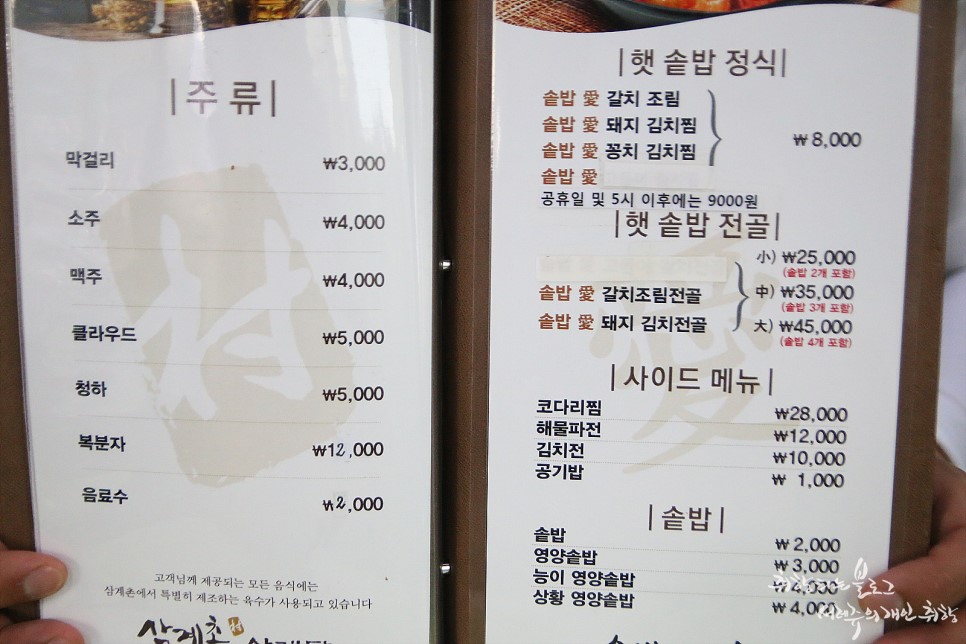 주 류
막걸리 ₩3,000
소주 ₩4,000
맥주 ₩4,000
클라우드 ₩5,000
청하 ₩5,000
복분자 ₩12,000
음료수 ₩2,000
고객님께 제공되는 모든 음식에는
삼계촌에서 특별히 제조하는 육수가 사용되고 있습니다
삼계촌
햇 솥밥 정식
솥밥 愛 갈치 조림
솥밥 愛 돼지 김치찜
솥밥 愛 꽁치 김치찜
₩8,000
솥밥 愛
공휴일 및 5시 이후에는 9000원
햇 솥밥 전골
小) ₩25,000
(솥밥 2개 포함)
솥밥 愛 갈치조림전골
中) ₩35,000
(솥밥 3개 포함)
솥밥 愛 돼지 김치전골
大) ₩45,000
(솥밥 4개 포함)
사이드 메뉴
코다리찜 ₩28,000
해물파전 ₩12,000
김치전 ₩10,000
공기밥 ₩ 1,000
솥밥
솥밥 ₩2,000
영양솥밥 ₩3,000
능이 영양솥밥 ₩4,000
상황 영양솥밥 ₩4,000